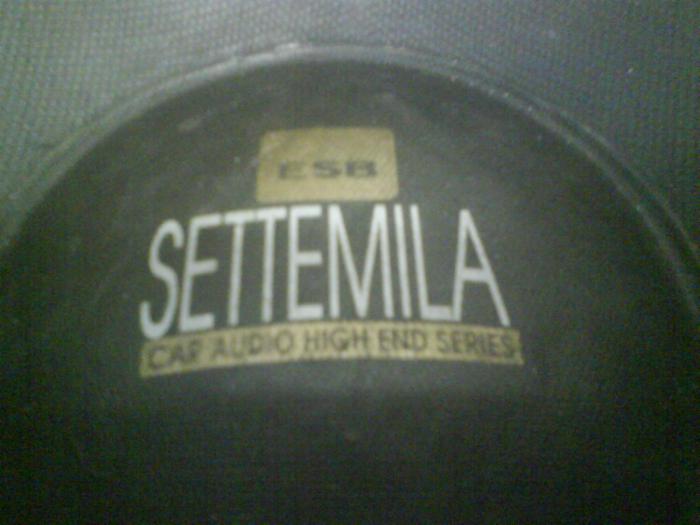 ESB
SETTEMILA
CAR AUDIO HIGH END SERIES